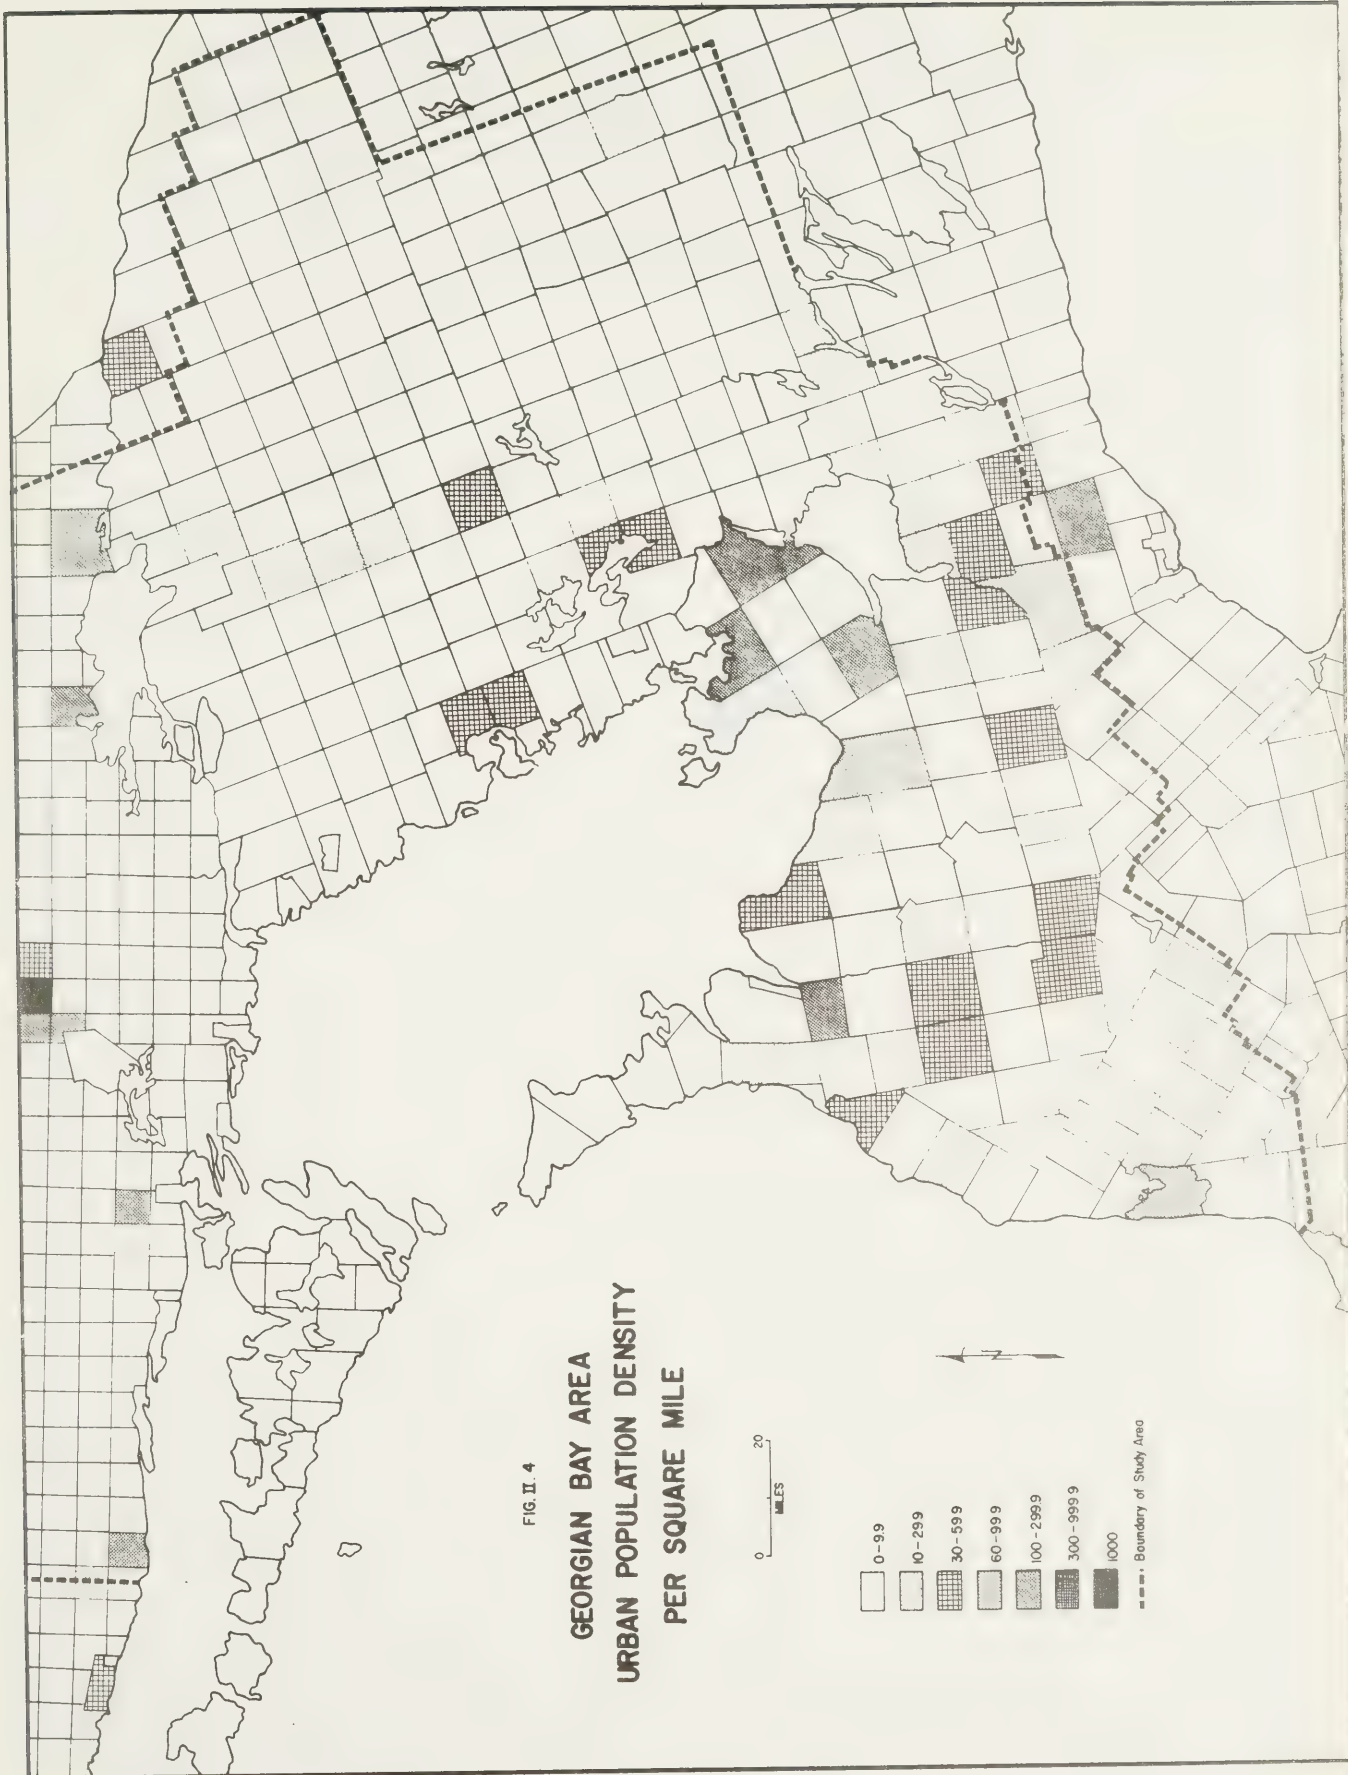 FIG. II. 4
GEORGIAN BAY AREA
URBAN POPULATION DENSITY
PER SQUARE MILE
0 20
MILES
N
0-9.9
10-29.9
30-59.9
60-99.9
100-299.9
300-999.9
1000
Boundary of Study Area